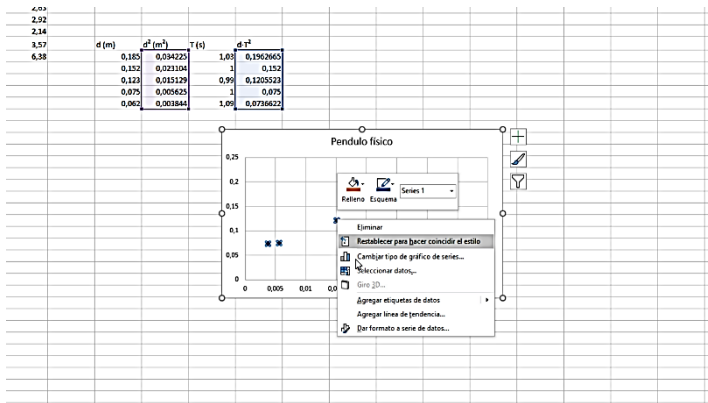 2,63
2,92
2,14
3,57 d (m) d² (m²) T (s) d·T²
6,38 0,185 0,034225 1,03 0,1962665
0,152 0,023104 1 0,152
0,123 0,015129 0,99 0,1205523
0,075 0,005625 1 0,075
0,062 0,003844 1,09 0,0736622
Pendulo físico
0,25
0,2
0,15
0,1
0,05
0
0 0,005 0,01
Relleno Esquema Series 1
Eliminar
Restablecer para hacer coincidir el estilo
Cambiar tipo de gráfico de series...
Seleccionar datos...
Giro 3D...
Agregar etiquetas de datos
Agregar línea de tendencia...
Dar formato a serie de datos...